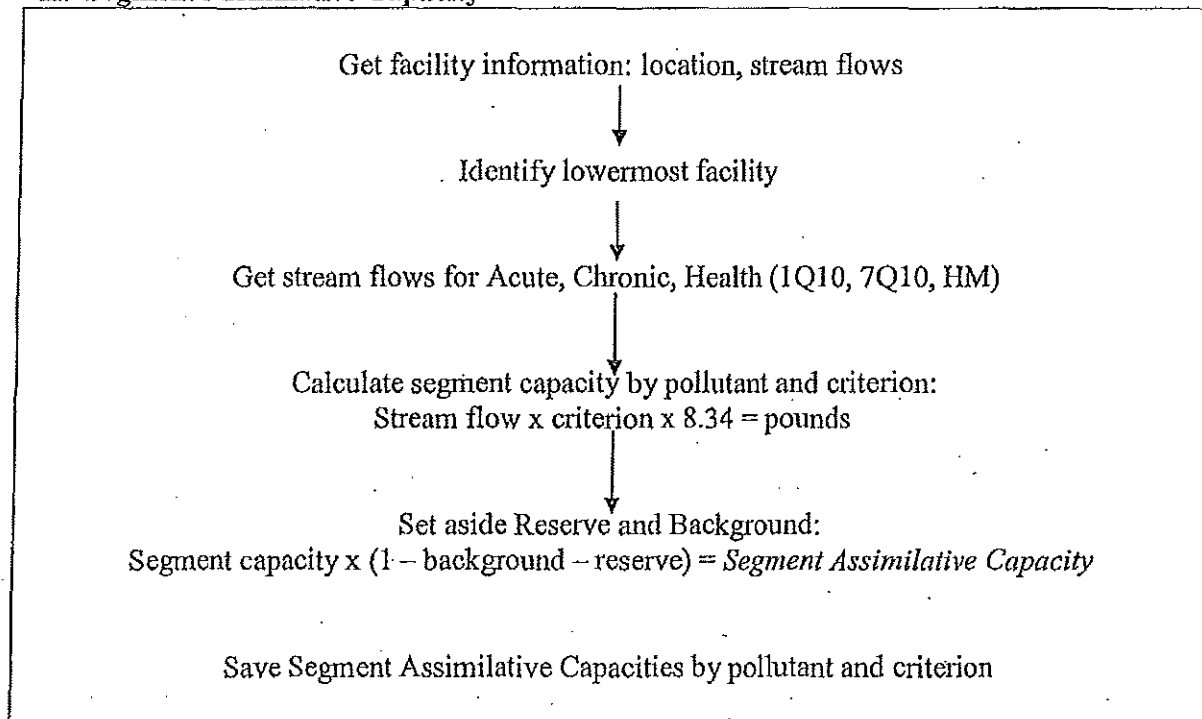 Get facility information: location, stream flows
Identify lowermost facility
Get stream flows for Acute, Chronic, Health (1Q10, 7Q10, HM)
Calculate segment capacity by pollutant and criterion:
Stream flow x criterion x 8.34 = pounds
Set aside Reserve and Background:
Segment capacity x (1 – background – reserve) = Segment Assimilative Capacity
Save Segment Assimilative Capacities by pollutant and criterion